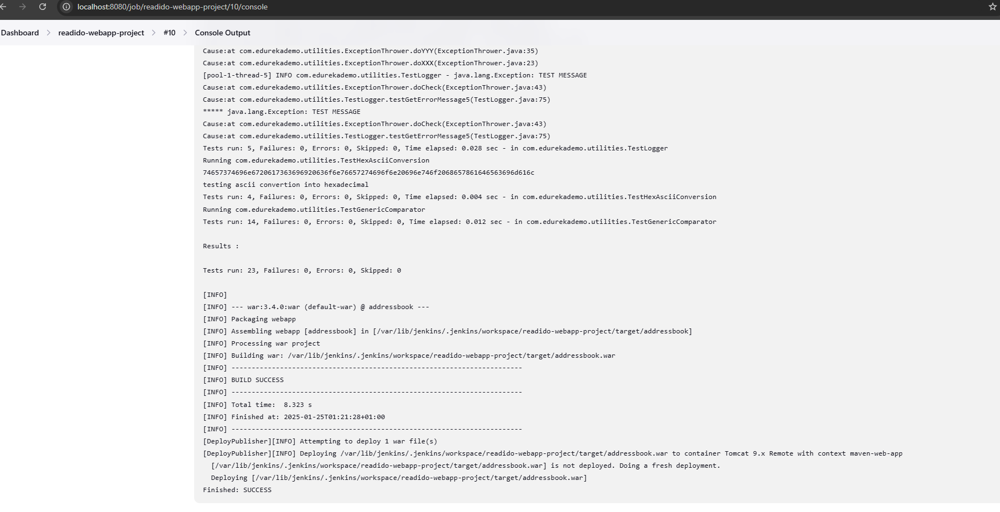 localhost:8080/job/readido-webapp-project/10/console
Dashboard > readido-webapp-project > #10 > Console Output
Cause:at com.edurekademo.utilities.ExceptionThrower.doYYY(ExceptionThrower.java:35)
Cause:at com.edurekademo.utilities.ExceptionThrower.doXXX(ExceptionThrower.java:23)
[pool-1-thread-5] INFO com.edurekademo.utilities.TestLogger - java.lang.Exception: TEST MESSAGE
Cause:at com.edurekademo.utilities.ExceptionThrower.doCheck(ExceptionThrower.java:43)
Cause:at com.edurekademo.utilities.TestLogger.testGetErrorMessage5(TestLogger.java:75)
***** java.lang.Exception: TEST MESSAGE
Cause:at com.edurekademo.utilities.ExceptionThrower.doCheck(ExceptionThrower.java:43)
Cause:at com.edurekademo.utilities.TestLogger.testGetErrorMessage5(TestLogger.java:75)
Tests run: 5, Failures: 0, Errors: 0, Skipped: 0, Time elapsed: 0.028 sec - in com.edurekademo.utilities.TestLogger
Running com.edurekademo.utilities.TestHexAsciiConversion
74657374696e6720617363696920636f6e76657274696f6e20696e746f2068657861646563696d616c
testing ascii convertion into hexadecimal
Tests run: 4, Failures: 0, Errors: 0, Skipped: 0, Time elapsed: 0.004 sec - in com.edurekademo.utilities.TestHexAsciiConversion
Running com.edurekademo.utilities.TestGenericComparator
Tests run: 14, Failures: 0, Errors: 0, Skipped: 0, Time elapsed: 0.012 sec - in com.edurekademo.utilities.TestGenericComparator
Results :
Tests run: 23, Failures: 0, Errors: 0, Skipped: 0
[INFO]
[INFO] --- war:3.4.0:war (default-war) @ addressbook ---
[INFO] Packaging webapp
[INFO] Assembling webapp [addressbook] in [/var/lib/jenkins/.jenkins/workspace/readido-webapp-project/target/addressbook]
[INFO] Processing war project
[INFO] Building war: /var/lib/jenkins/.jenkins/workspace/readido-webapp-project/target/addressbook.war
[INFO] ------------------------------------------------------------------------
[INFO] BUILD SUCCESS
[INFO] ------------------------------------------------------------------------
[INFO] Total time:  8.323 s
[INFO] Finished at: 2025-01-25T01:21:28+01:00
[INFO] ------------------------------------------------------------------------
[DeployPublisher][INFO] Attempting to deploy 1 war file(s)
[DeployPublisher][INFO] Deploying /var/lib/jenkins/.jenkins/workspace/readido-webapp-project/target/addressbook.war to container Tomcat 9.x Remote with context maven-web-app
[/var/lib/jenkins/.jenkins/workspace/readido-webapp-project/target/addressbook.war] is not deployed. Doing a fresh deployment.
Deploying [/var/lib/jenkins/.jenkins/workspace/readido-webapp-project/target/addressbook.war]
Finished: SUCCESS